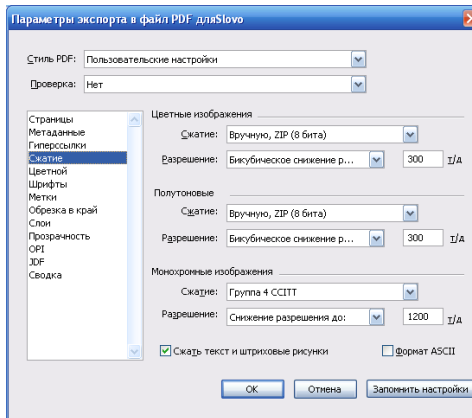 Параметры экспорта в файл PDF дляSlovo
Стиль PDF: Пользовательские настройки
Проверка: Нет
Страницы
Метаданные
Гиперссылки
Сжатие
Цветной
Шрифты
Метки
Обрезка в край
Слои
Прозрачность
OPI
JDF
Сводка
Цветные изображения
Сжатие: Вручную, ZIP (8 бита)
Разрешение: Бикубическое снижение р... 300 т/д
Полутоновые
Сжатие: Вручную, ZIP (8 бита)
Разрешение: Бикубическое снижение р... 300 т/д
Монохромные изображения
Сжатие: Группа 4 CCITT
Разрешение: Снижение разрешения до: 1200 т/д
Сжать текст и штриховые рисунки Формат ASCII
OK Отмена Запомнить настройки